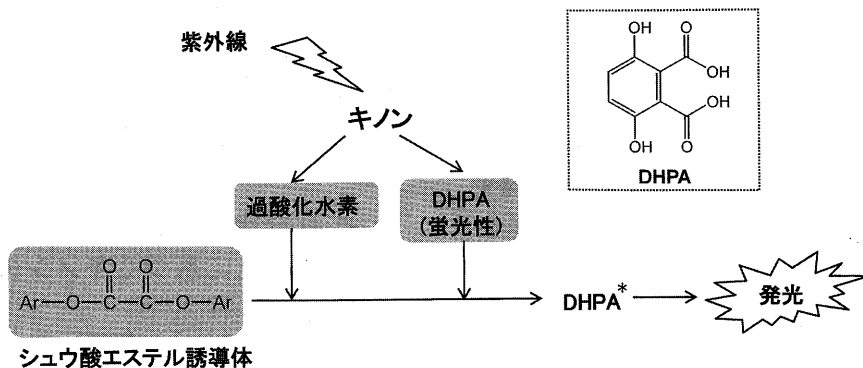 紫外線
キノン
過酸化水素
DHPA
(蛍光性)
OH
O
OH
OH
O
OH
DHPA
O O
Ar—O—C—C—O—Ar
シュウ酸エステル誘導体
DHPA*
発光